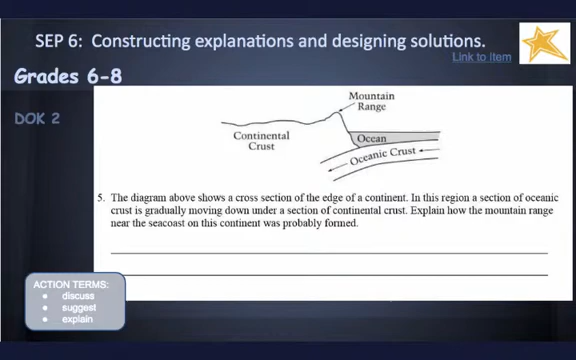 SEP 6: Constructing explanations and designing solutions.
Link to Item
Grades 6-8
DOK 2
Mountain
Range
Continental
Crust
Ocean
Oceanic Crust
5. The diagram above shows a cross section of the edge of a continent. In this region a section of oceanic
crust is gradually moving down under a section of continental crust. Explain how the mountain range
near the seacoast on this continent was probably formed.
ACTION TERMS:
• discuss
• suggest
• explain